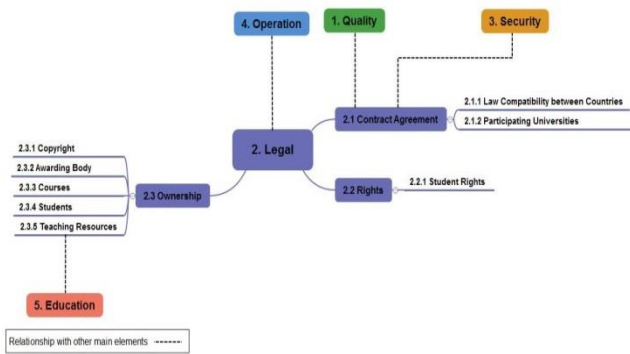 4. Operation
1. Quality
3. Security
2.1 Contract Agreement
2.1.1 Law Compatibility between Countries
2.1.2 Participating Universities
2. Legal
2.2 Rights
2.2.1 Student Rights
2.3 Ownership
2.3.1 Copyright
2.3.2 Awarding Body
2.3.3 Courses
2.3.4 Students
2.3.5 Teaching Resources
5. Education
Relationship with other main elements